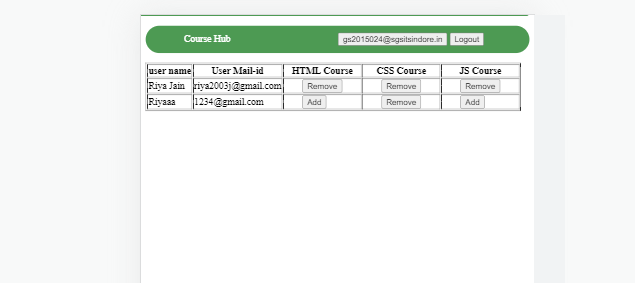 Course Hub gs2015024@sgsitsindore.in Logout
user name User Mail-id HTML Course CSS Course JS Course
Riya Jain riya2003j@gmail.com Remove Remove Remove
Riyaaa 1234@gmail.com Add Remove Add